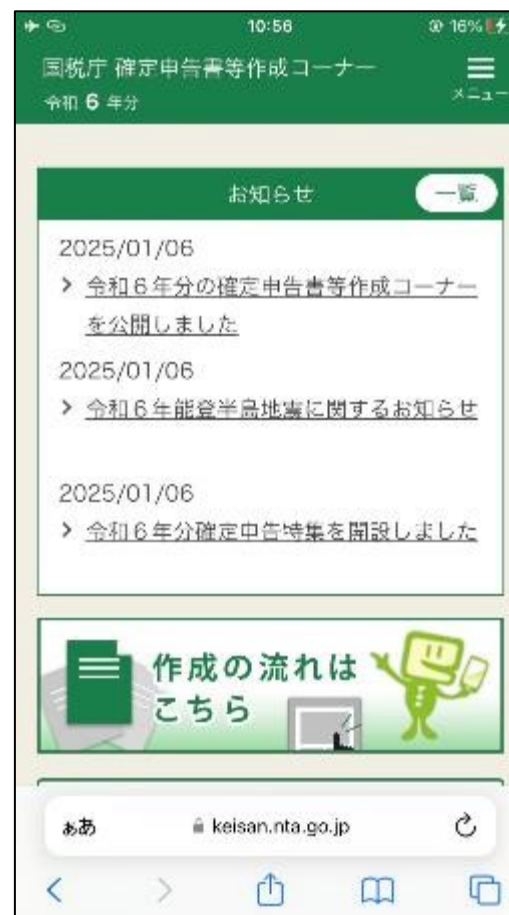 10:56
16%
国税庁 確定申告書等作成コーナー
令和 6 年分
メニュー
お知らせ
一覧
2025/01/06
令和6年分の確定申告書等作成コーナー
を公開しました
2025/01/06
令和6年能登半島地震に関するお知らせ
2025/01/06
令和6年分確定申告特集を開設しました
作成の流れは
こちら
ぁあ
keisan.nta.go.jp